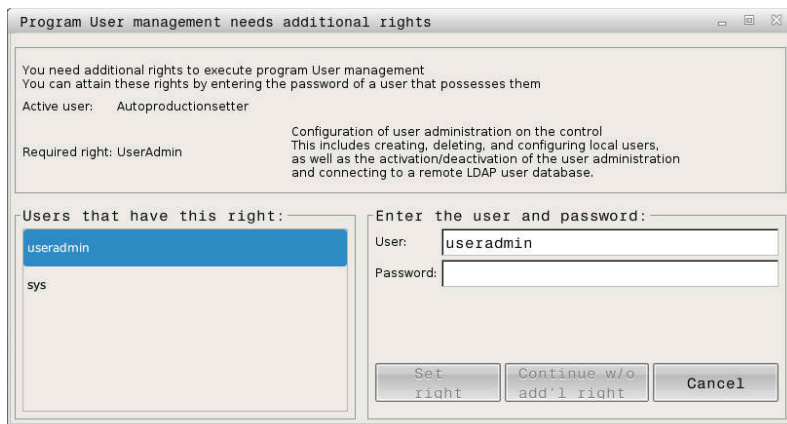 Program User management needs additional rights
You need additional rights to execute program User management
You can attain these rights by entering the password of a user that possesses them
Active user: Autoproductionsetter
Required right: UserAdmin
Configuration of user administration on the control
This includes creating, deleting, and configuring local users,
as well as the activation/deactivation of the user administration
and connecting to a remote LDAP user database.
Users that have this right:
useradmin
sys
Enter the user and password:
User: useradmin
Password:
Set
right
Continue w/o
add'l right
Cancel